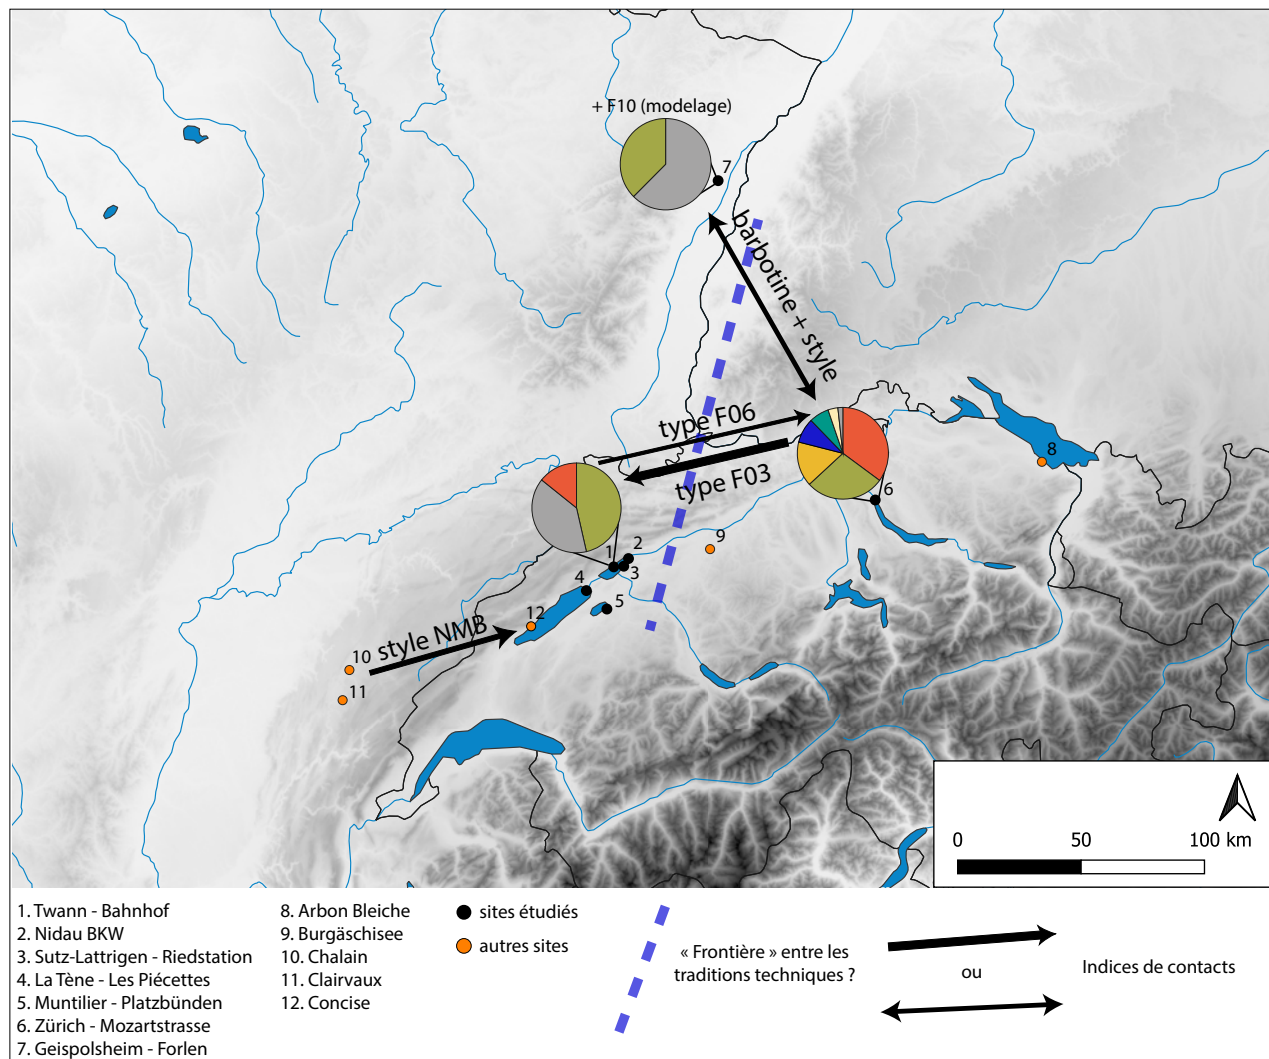 + F10 (modelage)
7
barbotine + style
type F06
type F03
8
6
9
1
2
3
4
5
12
10
style NMB
11
0 50 100 km
1. Twann - Bahnhof
2. Nidau BKW
3. Sutz-Lattrigen - Riedstation
4. La Tène - Les Piécettes
5. Muntilier - Platzbünden
6. Zürich - Mozartstrasse
7. Geispolsheim - Forlen
8. Arbon Bleiche
9. Burgäschisee
10. Chalain
11. Clairvaux
12. Concise
sites étudiés
autres sites
« Frontière » entre les
traditions techniques ?
ou
Indices de contacts